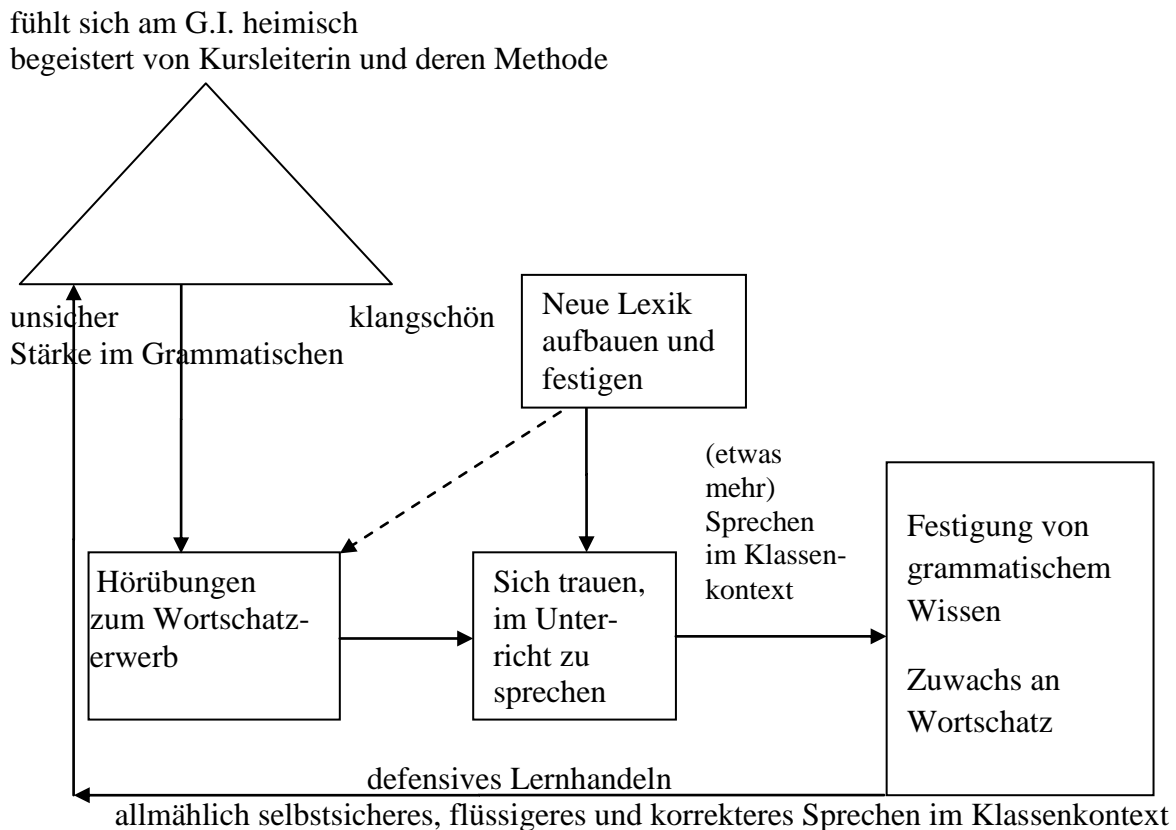 fühlt sich am G.I. heimisch
begeistert von Kursleiterin und deren Methode
unsicher
klangschön
Stärke im Grammatischen
Neue Lexik
aufbauen und
festigen
(etwas
mehr)
Sprechen
im Klassen-
kontext
Hörübungen
zum Wortschatz-
erwerb
Sich trauen,
im Unter-
richt zu
sprechen
Festigung von
grammatischem
Wissen
Zuwachs an
Wortschatz
defensives Lernhandeln
allmählich selbstsicheres, flüssigeres und korrekteres Sprechen im Klassenkontext